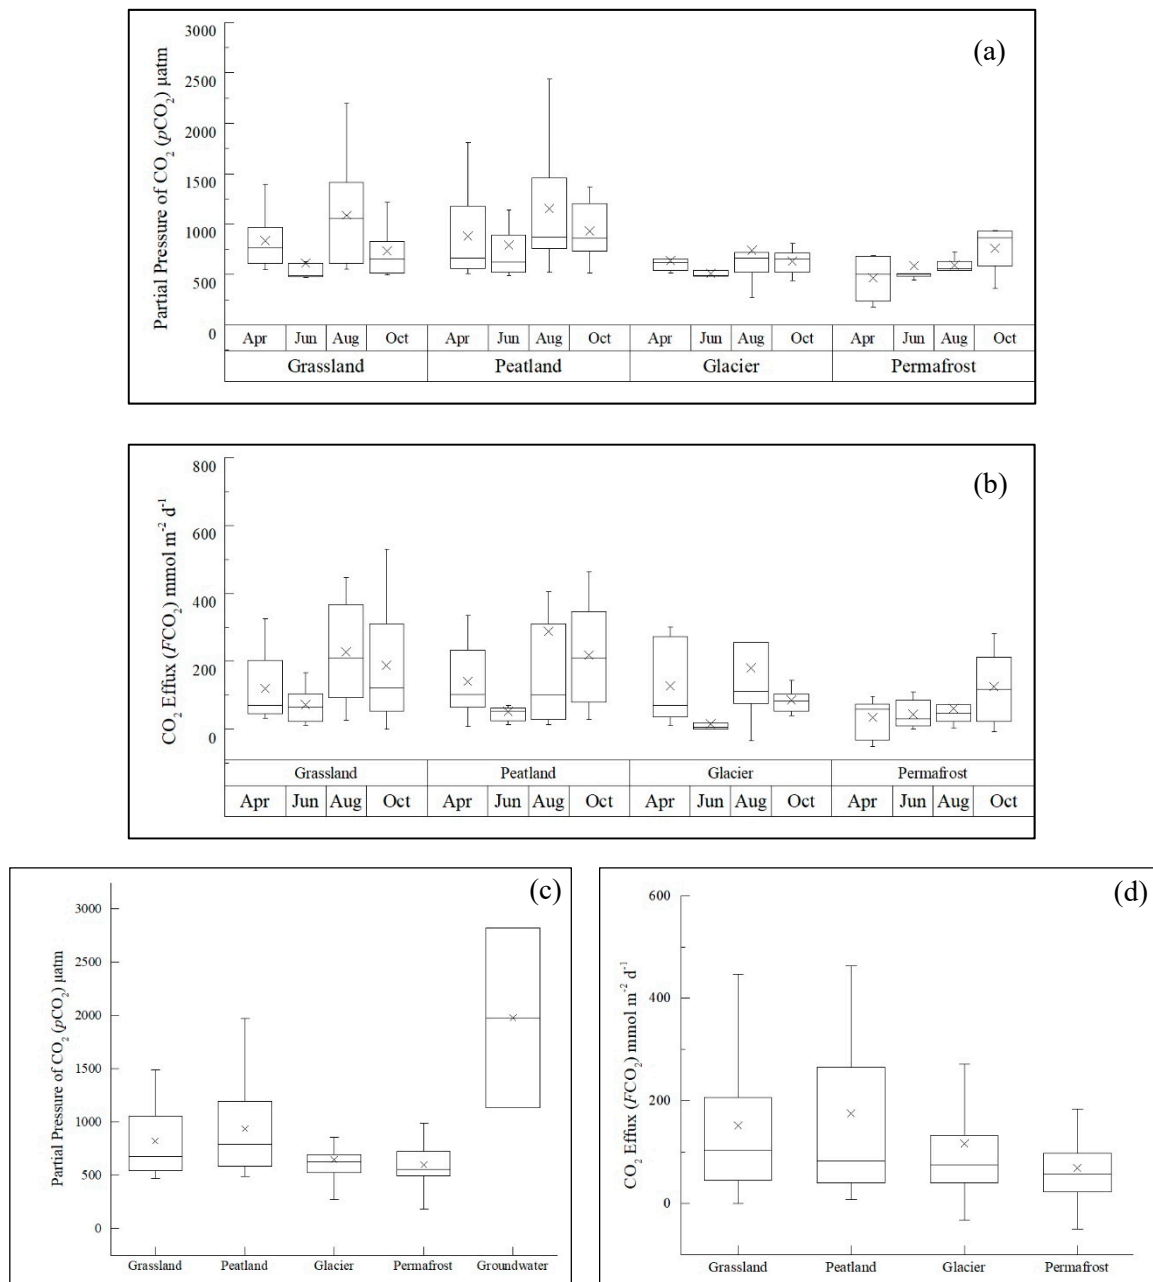 (a)
Partial Pressure of CO2 (pCO2) μatm
3000
2500
2000
1500
1000
500
0
Apr Jun Aug Oct Apr Jun Aug Oct Apr Jun Aug Oct Apr Jun Aug Oct
Grassland Peatland Glacier Permafrost
(b)
CO2 Effux (FCO2) mmol m-2 d-1
800
600
400
200
0
Grassland Peatland Glacier Permafrost
Apr Jun Aug Oct Apr Jun Aug Oct Apr Jun Aug Oct Apr Jun Aug Oct
(c)
Partial Pressure of CO2 (pCO2) μatm
3000
2500
2000
1500
1000
500
0
Grassland Peatland Glacier Permafrost Groundwater
(d)
CO2 Effux (FCO2) mmol m-2 d-1
600
400
200
0
Grassland Peatland Glacier Permafrost